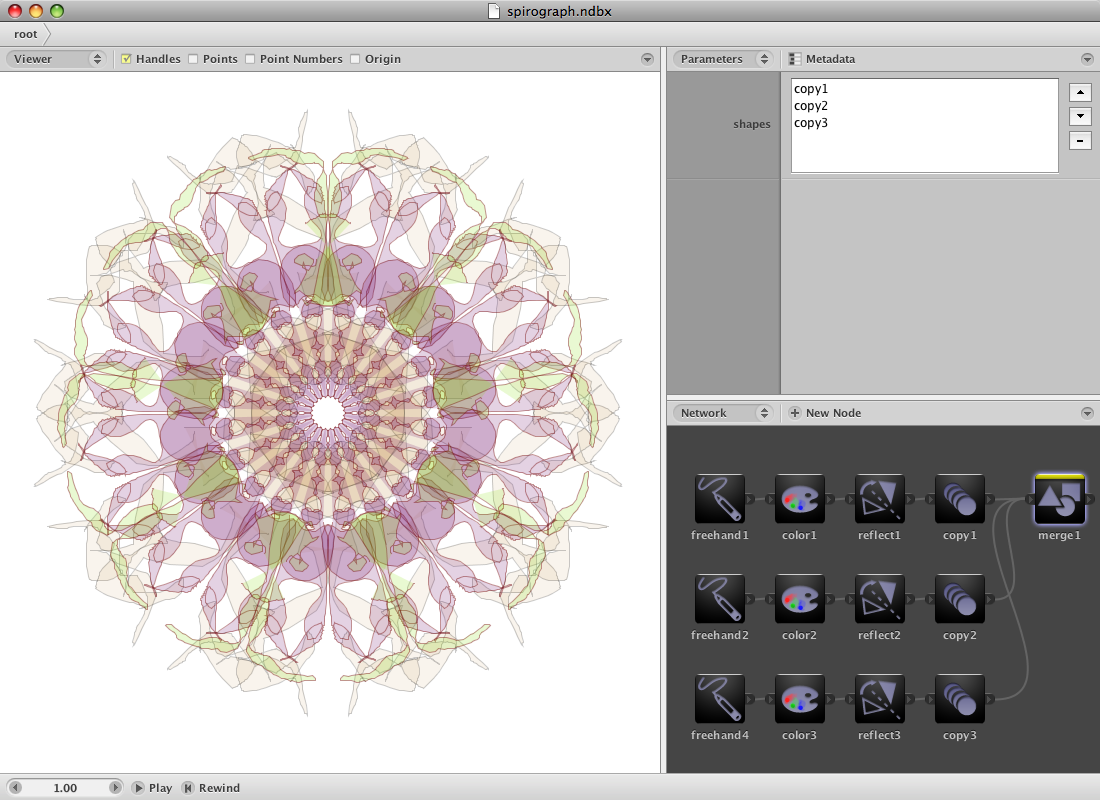 spirograph.ndbx
root
Viewer Handles Points Point Numbers Origin
Parameters Metadata
shapes
copy1
copy2
copy3
Network New Node
freehand1 color1 reflect1 copy1 merge1
freehand2 color2 reflect2 copy2
freehand4 color3 reflect3 copy3
1.00 Play Rewind